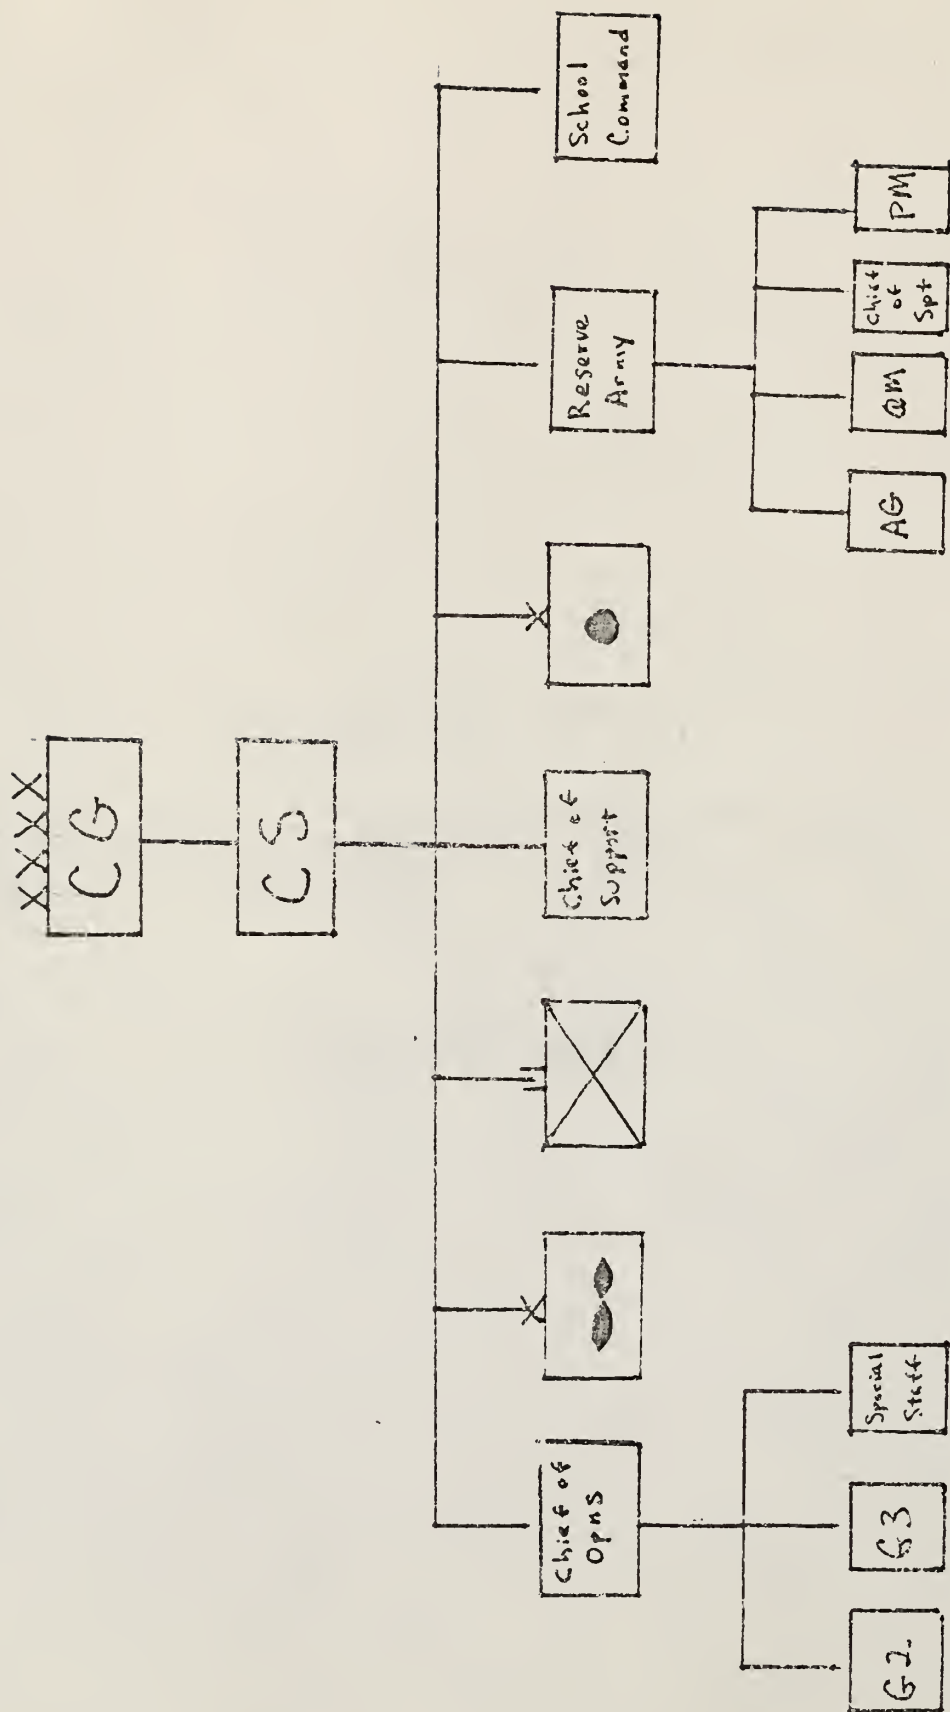 XXXX
CG
CS
Chief of
Opns
Chief of
Support
Reserve
Army
School
Command
G2
G3
Special
Staff
AG
QM
Chief
of
Spt
PM